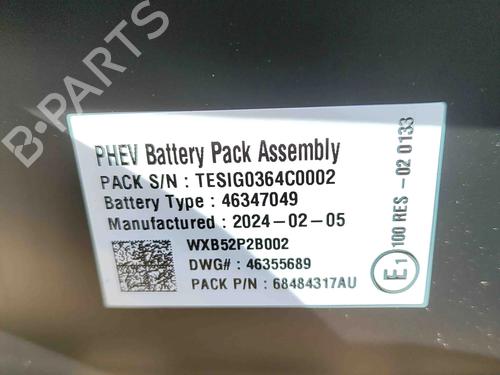 B-PARTS
PHEV Battery Pack Assembly
PACK S/N : TESIG0364C0002
Battery Type : 46347049
Manufactured : 2024-02-05
WXB52P2B002
DWG# : 46355689
PACK P/N : 68484317AU
E1 100 RES -02 0133